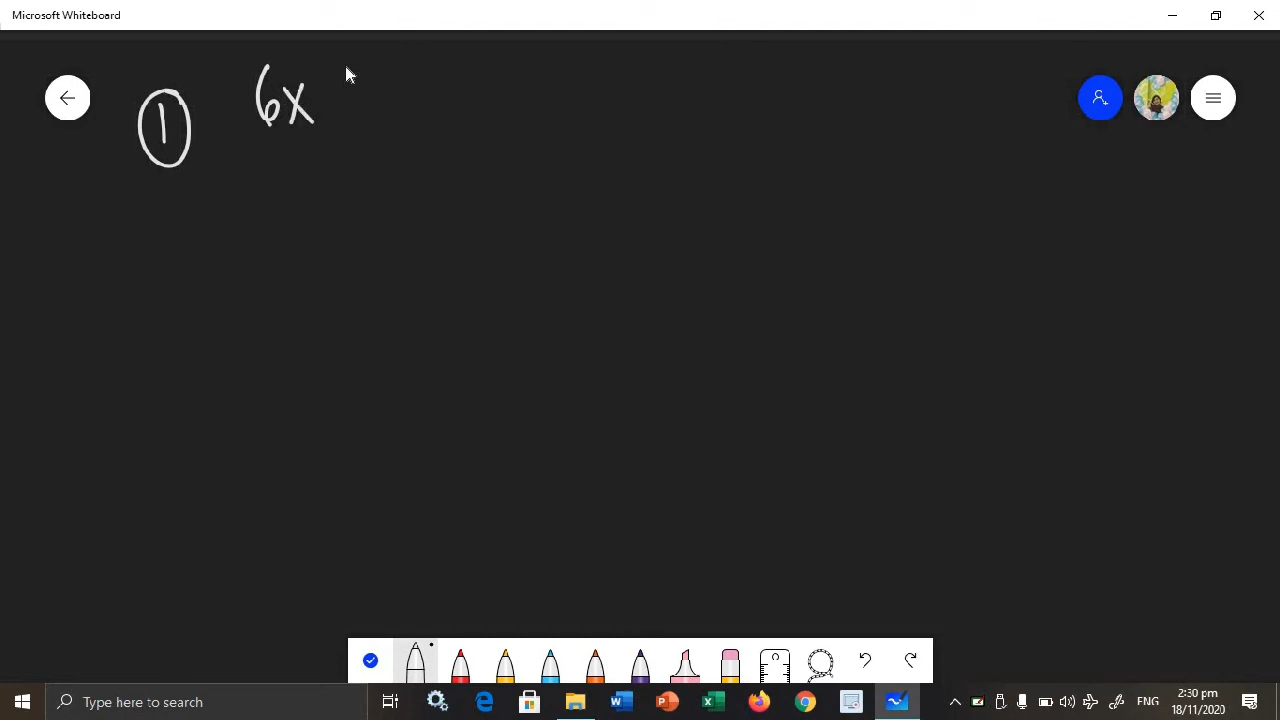 Microsoft Whiteboard
① 6x
Type here to search
ENG
2:30 pm
18/11/2020